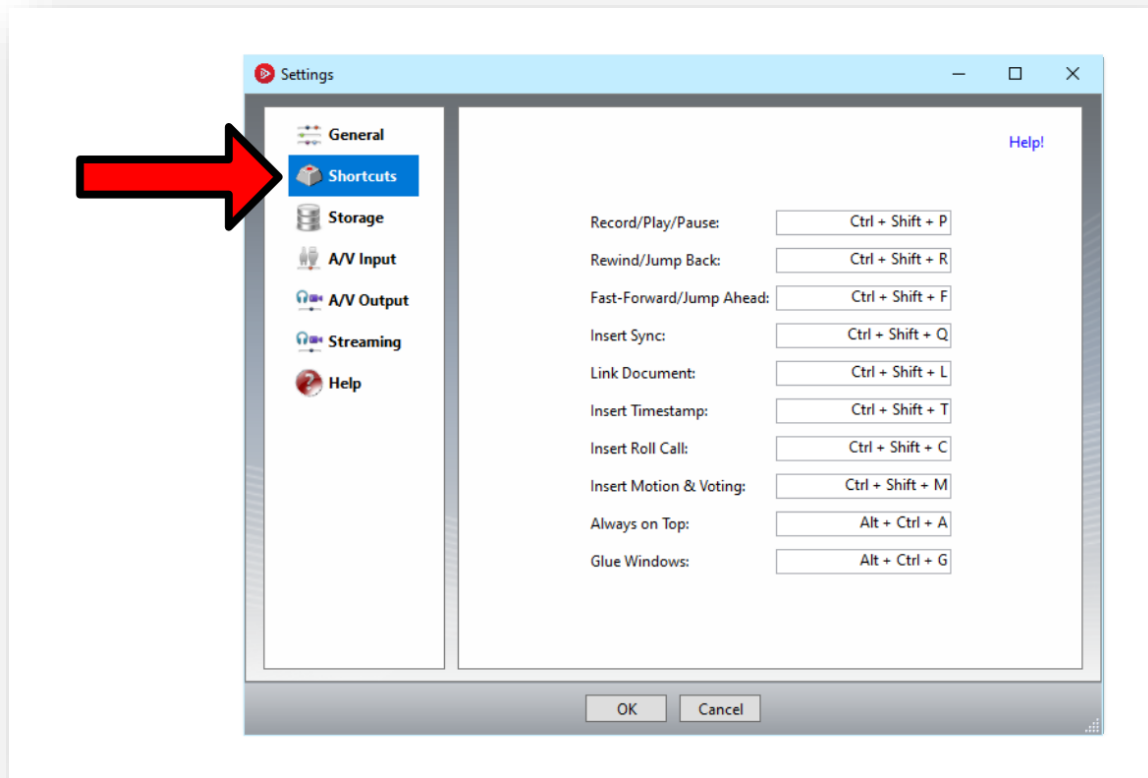 Settings
General
Shortcuts
Storage
A/V Input
A/V Output
Streaming
Help
Help!
Record/Play/Pause: Ctrl + Shift + P
Rewind/Jump Back: Ctrl + Shift + R
Fast-Forward/Jump Ahead: Ctrl + Shift + F
Insert Sync: Ctrl + Shift + Q
Link Document: Ctrl + Shift + L
Insert Timestamp: Ctrl + Shift + T
Insert Roll Call: Ctrl + Shift + C
Insert Motion & Voting: Ctrl + Shift + M
Always on Top: Alt + Ctrl + A
Glue Windows: Alt + Ctrl + G
OK Cancel